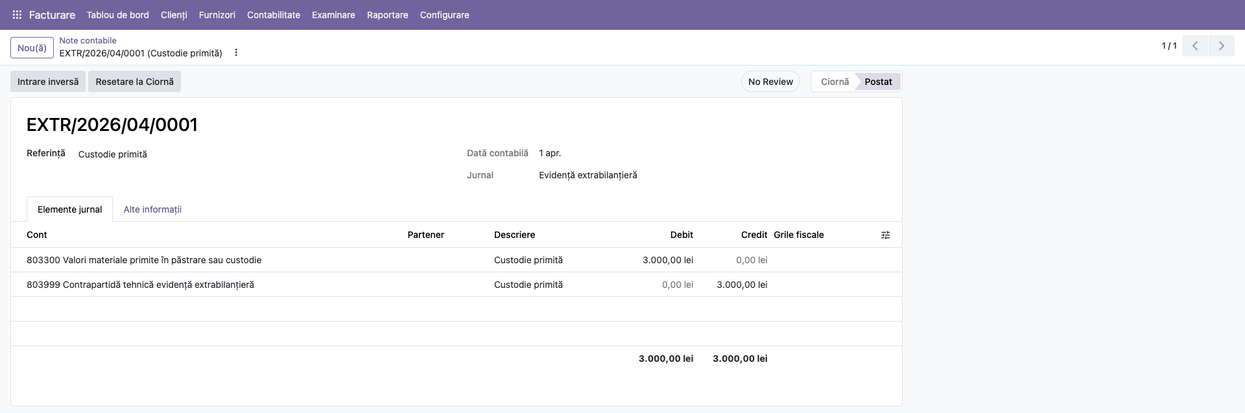 Facturare Tablou de bord Clienți Furnizori Contabilitate Examinare Raportare Configurare
Nou(ă) Note contabile
EXTR/2026/04/0001 (Custodie primită)
1 / 1
Intrare inversă Resetare la Ciornă No Review Ciornă Postat
EXTR/2026/04/0001
Referință Custodie primită Dată contabilă 1 apr.
Jurnal Evidență extrabilanțieră
Elemente jurnal Alte informații
Cont Partener Descriere Debit Credit Grile fiscale
803300 Valori materiale primite în păstrare sau custodie Custodie primită 3.000,00 lei 0,00 lei
803999 Contrapartidă tehnică evidență extrabilanțieră Custodie primită 0,00 lei 3.000,00 lei
3.000,00 lei 3.000,00 lei